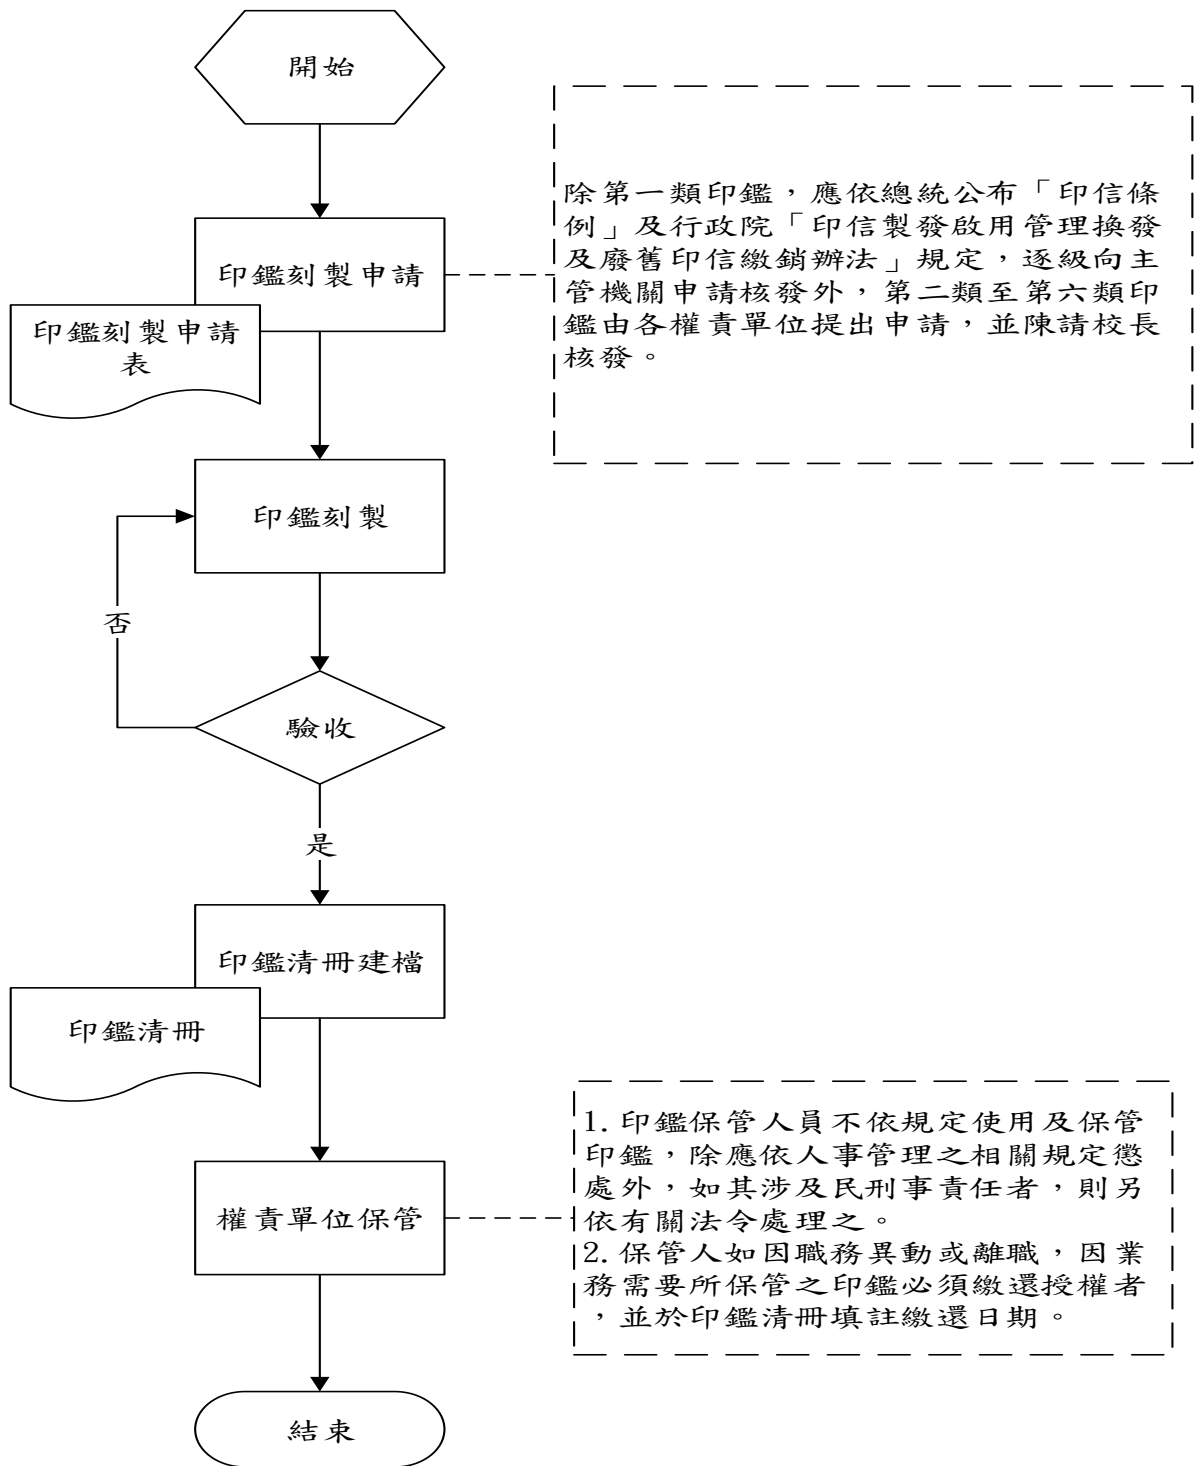 開始
除第一類印鑑，應依總統公布「印信條
例」及行政院「印信製發啟用管理換發
及廢舊印信繳銷辦法」規定，逐級向主
管機關申請核發外，第二類至第六類印
鑑由各權責單位提出申請，並陳請校長
核發。
印鑑刻製申請
印鑑刻製申請
表
印鑑刻製
否
驗收
是
印鑑清冊建檔
印鑑清冊
1. 印鑑保管人員不依規定使用及保管
印鑑，除應依人事管理之相關規定懲
處外，如其涉及民刑事責任者，則另
依有關法令處理之。
2. 保管人如因職務異動或離職，因業
務需要所保管之印鑑必須繳還授權者
，並於印鑑清冊填註繳還日期。
權責單位保管
結束